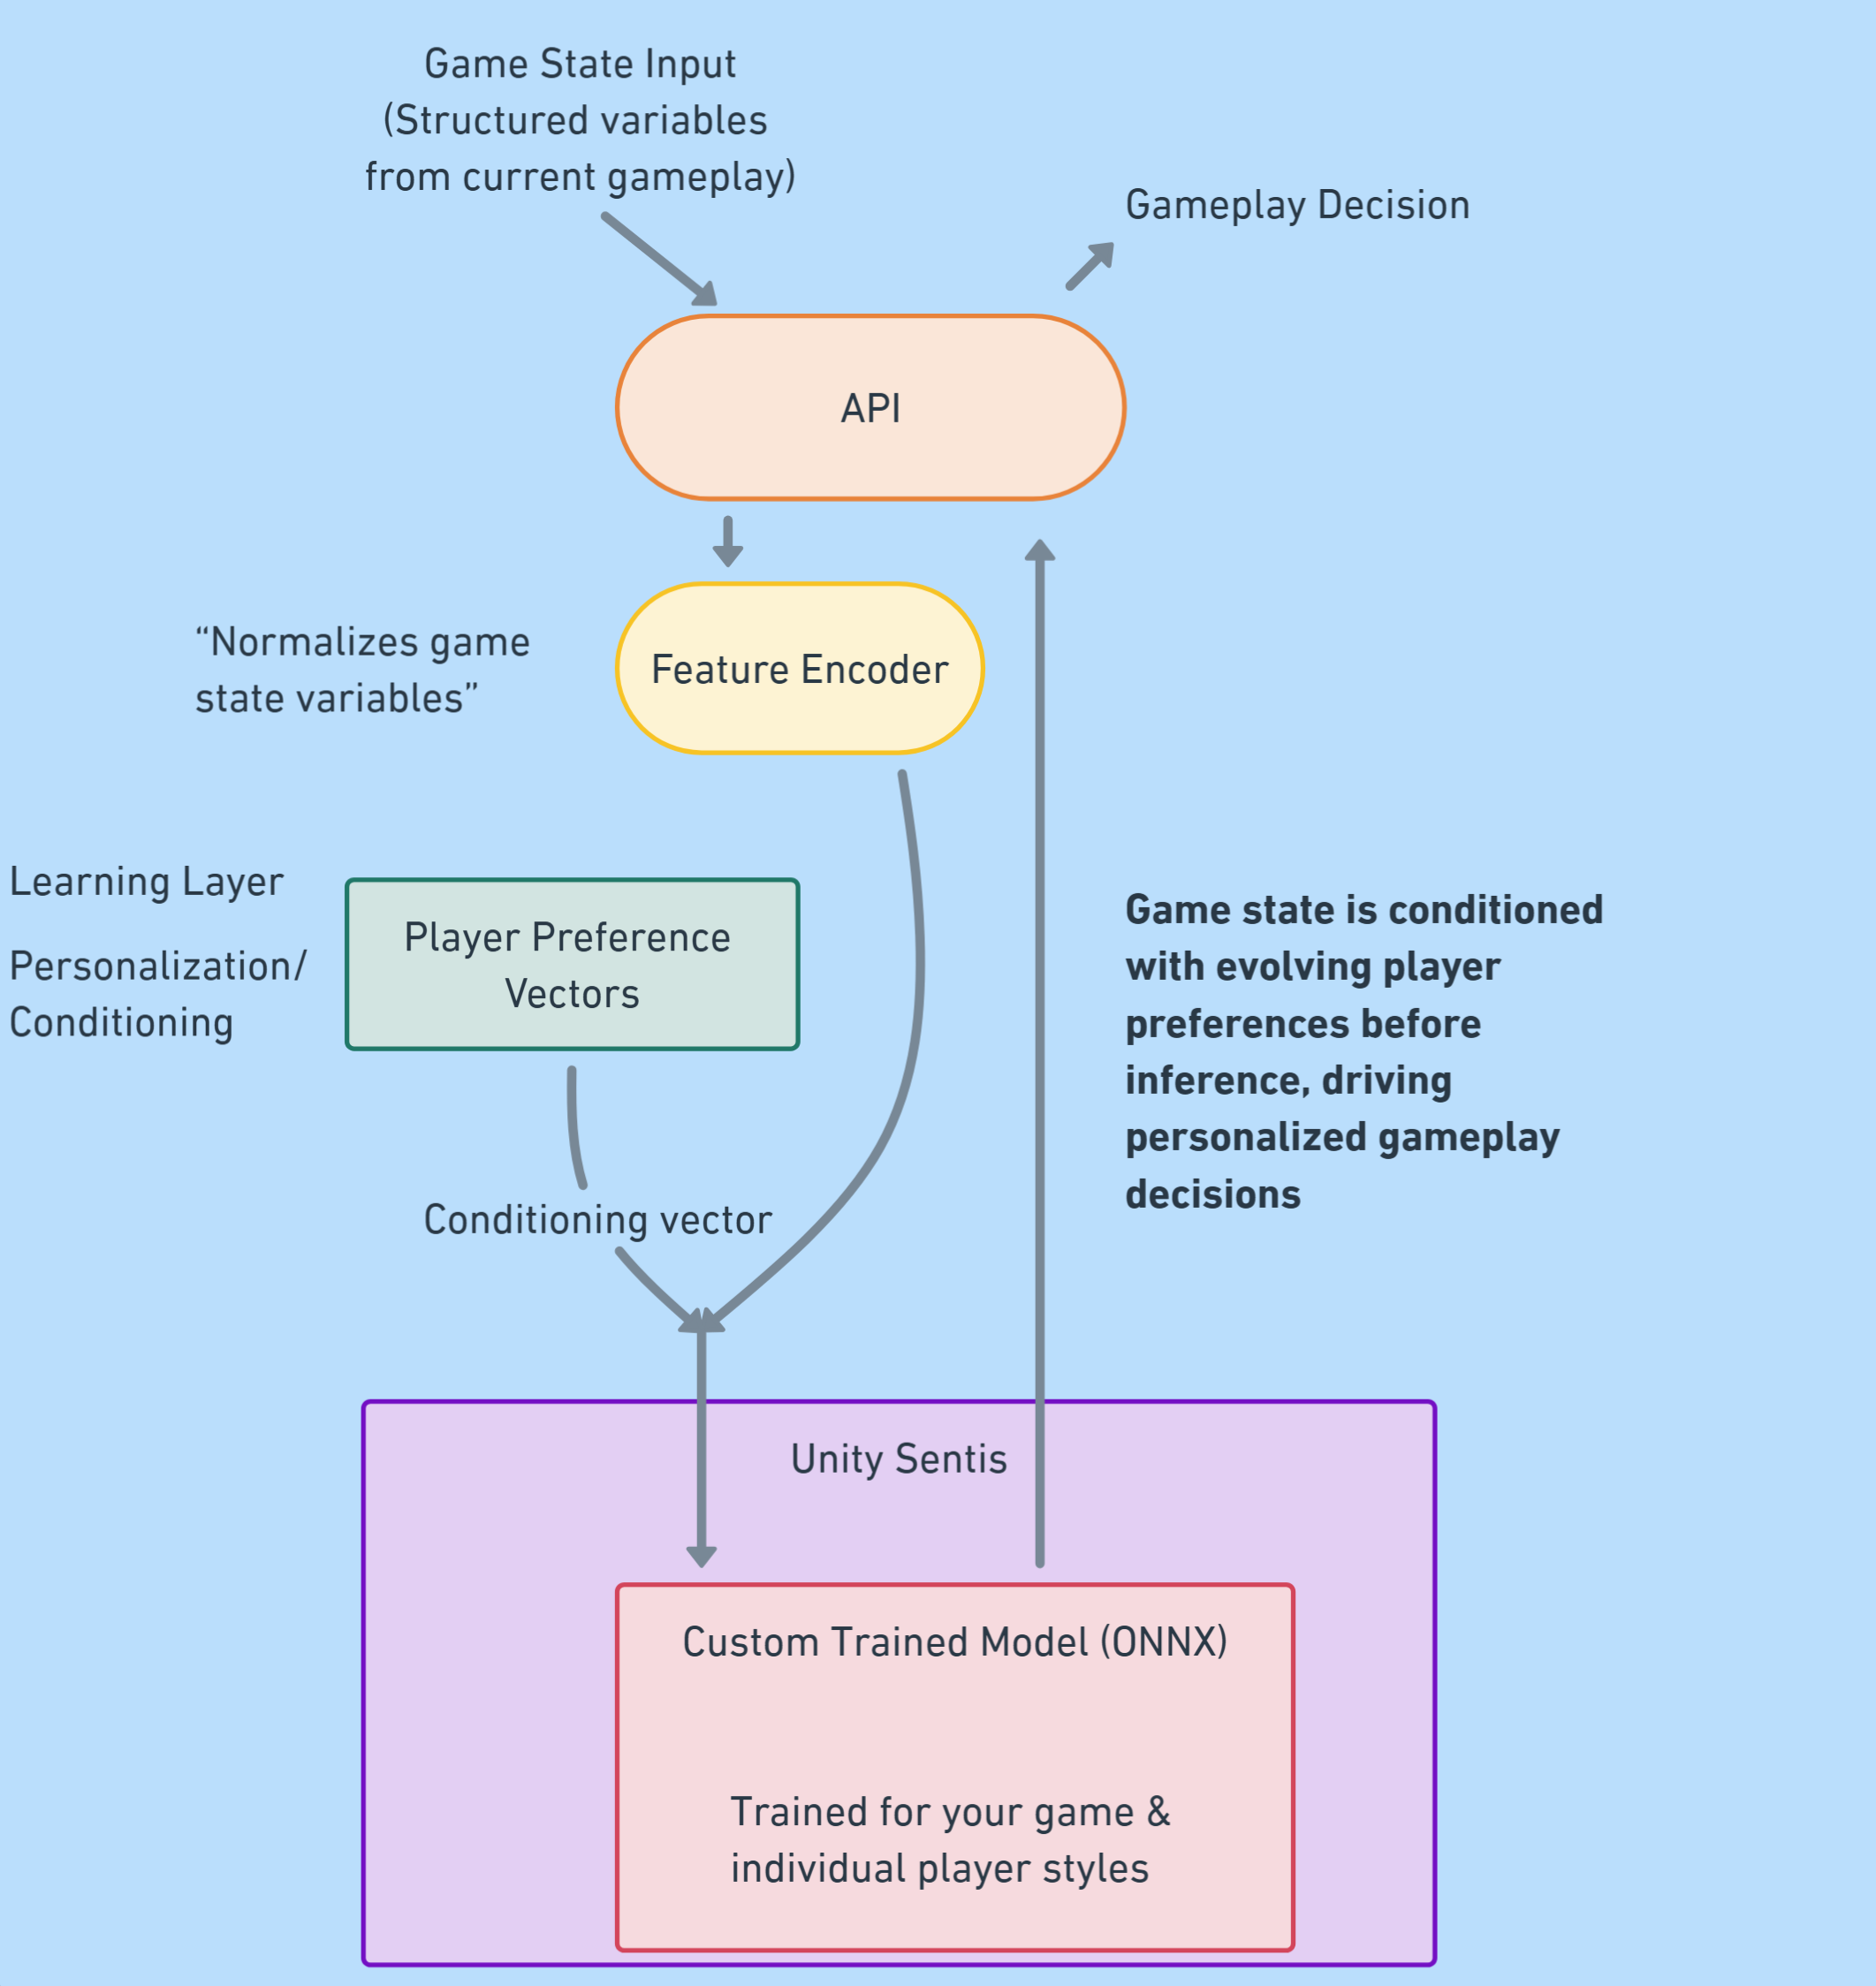 Game State Input
(Structured variables
from current gameplay)
Gameplay Decision
API
“Normalizes game
state variables”
Feature Encoder
Learning Layer
Personalization/
Conditioning
Player Preference
Vectors
Game state is conditioned
with evolving player
preferences before
inference, driving
personalized gameplay
decisions
Conditioning vector
Unity Sentis
Custom Trained Model (ONNX)
Trained for your game &
individual player styles